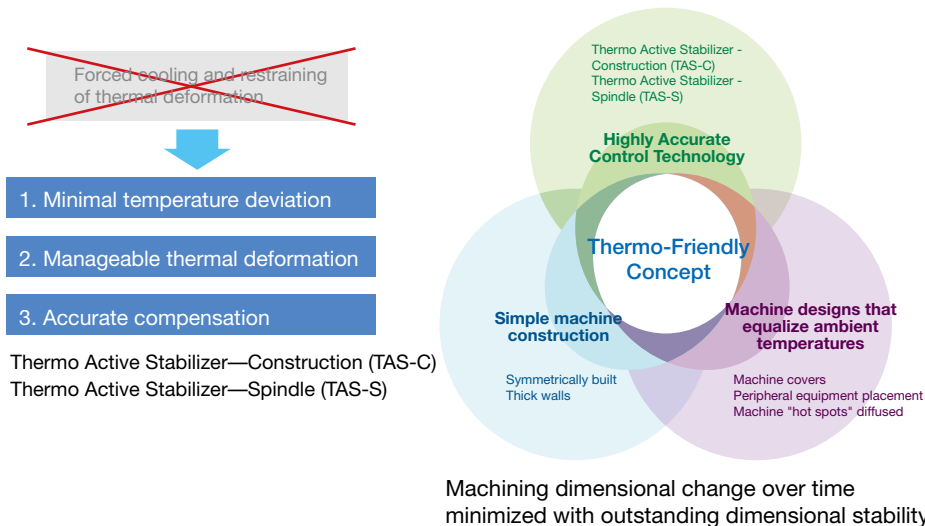 Forced cooling and restraining
of thermal deformation
1. Minimal temperature deviation
2. Manageable thermal deformation
3. Accurate compensation
Thermo Active Stabilizer—Construction (TAS-C)
Thermo Active Stabilizer—Spindle (TAS-S)
Thermo Active Stabilizer -
Construction (TAS-C)
Thermo Active Stabilizer -
Spindle (TAS-S)
Highly Accurate
Control Technology
Thermo-Friendly
Concept
Simple machine
construction
Symmetrically built
Thick walls
Machine designs that
equalize ambient
temperatures
Machine covers
Peripheral equipment placement
Machine "hot spots" diffused
Machining dimensional change over time
minimized with outstanding dimensional stability